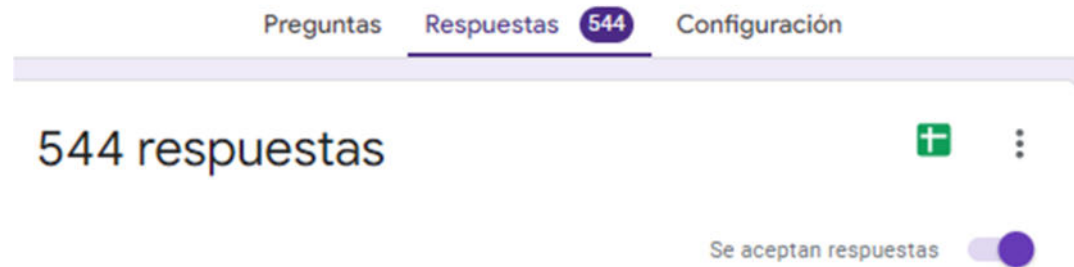 Preguntas Respuestas 544 Configuración
544 respuestas
Se aceptan respuestas